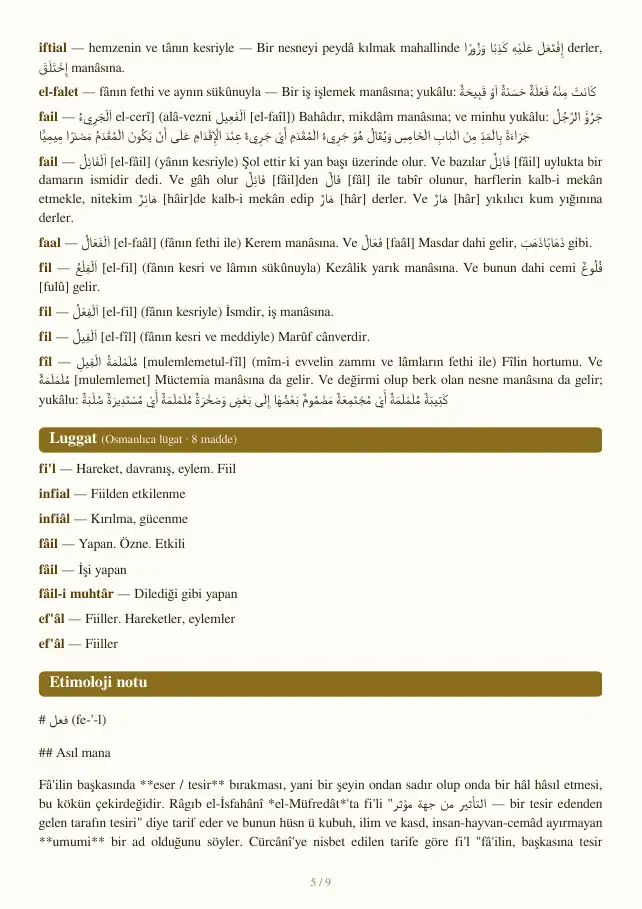 iftial — hemzenin ve tânın kesriyle — Bir nesneyi peydâ kılmak mahallinde إِفْتَعَلَ عَلَيْهِ كَذِبًا وَزُورًا derler,
إِخْتَلَقَ manâsına.
el-falet — fânın fethi ve aynın sükûnuyla — Bir iş işlemek manâsına; yukâlu: كَانَتْ مِنْهُ فَعْلَةٌ حَسَنَةٌ أَوْ قَبِيحَةٌ
fail — اَلْجَرِيءُ el-cerî] (alâ-vezni اَلْفَعِيلُ [el-faîl]) Bahâdır, mikdâm manâsına; ve minhu yukâlu: جَرُؤَ الرَّجُلُ
جَرَاءَةً بِالْمَدِّ مِنَ الْبَابِ الْخَامِسِ وَيُقَالُ هُوَ جَرِيءُ الْمُقْدَمِ أَيْ جَرِيءٌ عِنْدَ الْإِقْدَامِ عَلَى أَنْ يَكُونَ الْمُقْدَمُ مَصْدَرًا مِيمِيًّا
fail — اَلْفَائِلُ [el-fâil] (yânın kesriyle) Şol ettir ki yan başı üzerinde olur. Ve bazılar فَائِلٌ [fâil] uylukta bir
damarın ismidir dedi. Ve gâh olur فَائِلٌ [fâil]den فَالٌ [fâl] ile tabîr olunur, harflerin kalb-i mekân
etmekle, nitekim هَائِرٌ [hâir]de kalb-i mekân edip هَارٌ [hâr] derler. Ve هَارٌ [hâr] yıkılıcı kum yığınına
derler.
faal — اَلْفَعَالُ [el-faâl] (fânın fethi ile) Kerem manâsına. Ve فَعَالٌ [faâl] Masdar dahi gelir, ذَهَابًاذَهَبَ gibi.
fil — اَلْفِلْعُ [el-fil] (fânın kesri ve lâmın sükûnuyla) Kezâlik yarık manâsına. Ve bunun dahi cemi فُلُوعٌ
[fulû] gelir.
fil — اَلْفِعْلُ [el-fil] (fânın kesriyle) İsmdir, iş manâsına.
fil — اَلْفِيلُ [el-fîl] (fânın kesri ve meddiyle) Marûf cânverdir.
fîl — مُلَمْلَمَةُ الْفِيلِ [mulemlemetul-fîl] (mîm-i evvelin zammı ve lâmların fethi ile) Fîlin hortumu. Ve
مُلَمْلَمَةٌ [mulemlemet] Müctemia manâsına da gelir. Ve değirmi olup berk olan nesne manâsına da gelir;
yukâlu: كَتِيبَةٌ مُلَمْلَمَةٌ أَيْ مُجْتَمِعَةٌ مَضْمُومٌ بَعْضُهَا إِلَى بَعْضٍ وَصَخْرَةٌ مُلَمْلَمَةٌ أَيْ مُسْتَدِيرَةٌ صُلْبَةٌ
Luggat (Osmanlıca lügat · 8 madde)
fi'l — Hareket, davranış, eylem. Fiil
infial — Fiilden etkilenme
infiâl — Kırılma, gücenme
fâil — Yapan. Özne. Etkili
fâil — İşi yapan
fâil-i muhtâr — Dilediği gibi yapan
ef'âl — Fiiller. Hareketler, eylemler
ef'âl — Fiiller
Etimoloji notu
# فعل (fe-'-l)
## Asıl mana
Fâ'ilin başkasında **eser / tesir** bırakması, yani bir şeyin ondan sadır olup onda bir hâl hâsıl etmesi,
bu kökün çekirdeğidir. Râgıb el-İsfahânî *el-Müfredât*'ta fi'li "التأثير من جهة مؤثر — bir tesir edenden
gelen tarafın tesiri" diye tarif eder ve bunun hüsn ü kubuh, ilim ve kasd, insan-hayvan-cemâd ayırmayan
**umumi** bir ad olduğunu söyler. Cürcânî'ye nisbet edilen tarife göre fi'l "fâ'ilin, başkasına tesir
5 / 9